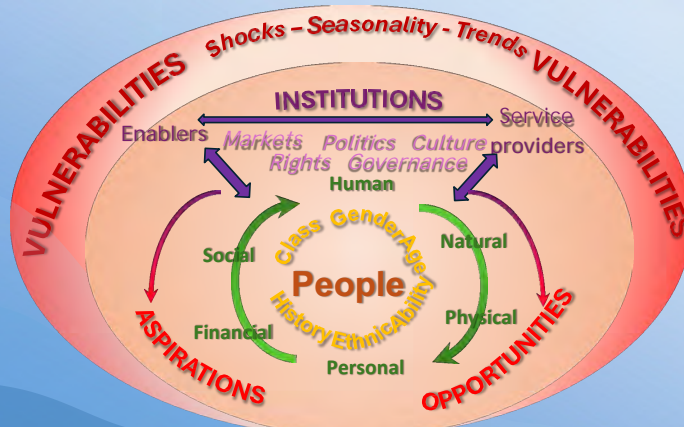 Shocks – Seasonality - Trends
VULNERABILITIES
VULNERABILITIES
INSTITUTIONS
Enablers
Service
providers
Markets Politics Culture
Rights Governance
Human
Social
Natural
Class Gender Age
People
History Ethnic Ability
Financial
Physical
Personal
ASPIRATIONS
OPPORTUNITIES